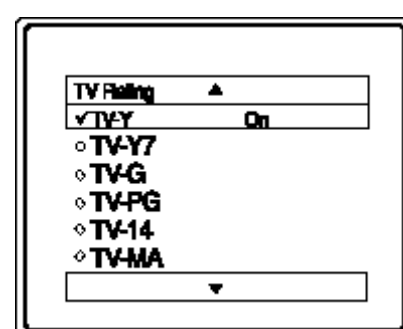 TV Rating ▲
✓TV-Y On
◇ TV-Y7
◇ TV-G
◇ TV-PG
◇ TV-14
◇ TV-MA
▼